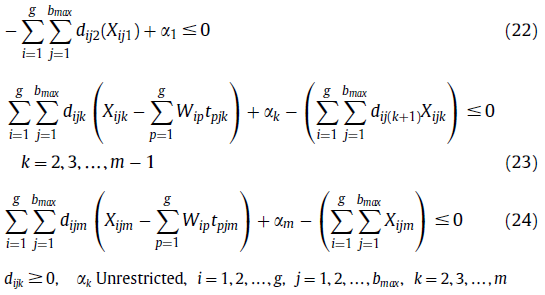 $-\sum_{i=1}^{g}\sum_{j=1}^{b_{max}} d_{ij2}(X_{ij1}) + \alpha_1 \leq 0$ (22)
$\sum_{i=1}^{g}\sum_{j=1}^{b_{max}} d_{ijk}\left(X_{ijk} - \sum_{p=1}^{g} W_{ip}t_{pjk}\right) + \alpha_k - \left(\sum_{i=1}^{g}\sum_{j=1}^{b_{max}} d_{ij(k+1)}X_{ijk}\right) \leq 0$
$k = 2, 3, \ldots, m-1$ (23)
$\sum_{i=1}^{g}\sum_{j=1}^{b_{max}} d_{ijm}\left(X_{ijm} - \sum_{p=1}^{g} W_{ip}t_{pjm}\right) + \alpha_m - \left(\sum_{i=1}^{g}\sum_{j=1}^{b_{max}} X_{ijm}\right) \leq 0$ (24)
$d_{ijk} \geq 0$, $\alpha_k$ Unrestricted, $i = 1, 2, \ldots, g$, $j = 1, 2, \ldots, b_{max}$, $k = 2, 3, \ldots, m$